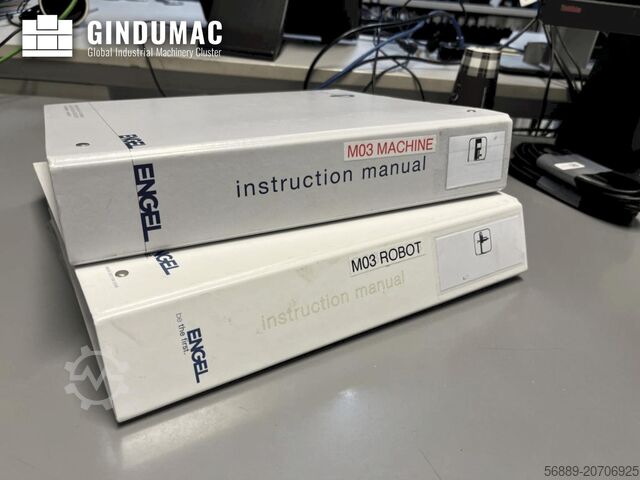 GINDUMAC
Global Industrial Machinery Cluster
ENGEL
M03 MACHINE
instruction manual
ENGEL
ENGEL
M03 ROBOT
instruction manual
be the first.
ENGEL
56889-20706925